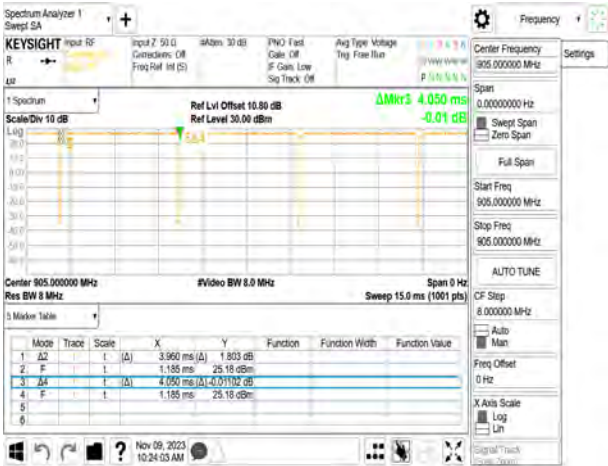 Spectrum Analyzer 1
Swept SA
+
Frequency
Settings
KEYSIGHT Input: RF
R
Input Z: 50 Ω
Corrections: Off
Freq Ref: Int (S)
#Atten: 30 dB
PNO: Fast
Gate: Off
IF Gain: Low
Sig Track: Off
Avg Type: Voltage
Trig: Free Run
P N N N N N
1 Spectrum
Scale/Div 10 dB
Log
Ref Lvl Offset 10.80 dB
Ref Level 30.00 dBm
ΔMkr3 4.050 ms
-0.01 dB
Center 905.000000 MHz
Res BW 8 MHz
#Video BW 8.0 MHz
Span 0 Hz
Sweep 15.0 ms (1001 pts)
5 Marker Table
Mode Trace Scale X Y Function Function Width Function Value
1 Δ2 1 t (Δ) 3.960 ms (Δ) 1.803 dB
2 F 1 t 1.185 ms 25.18 dBm
3 Δ4 1 t (Δ) 4.050 ms (Δ) -0.01102 dB
4 F 1 t 1.185 ms 25.18 dBm
5
6
Nov 09, 2023
10:24:03 AM
Center Frequency
905.000000 MHz
Span
0.00000000 Hz
Swept Span
Zero Span
Full Span
Start Freq
905.000000 MHz
Stop Freq
905.000000 MHz
AUTO TUNE
CF Step
8.000000 MHz
Auto
Man
Freq Offset
0 Hz
X Axis Scale
Log
Lin
Signal Track